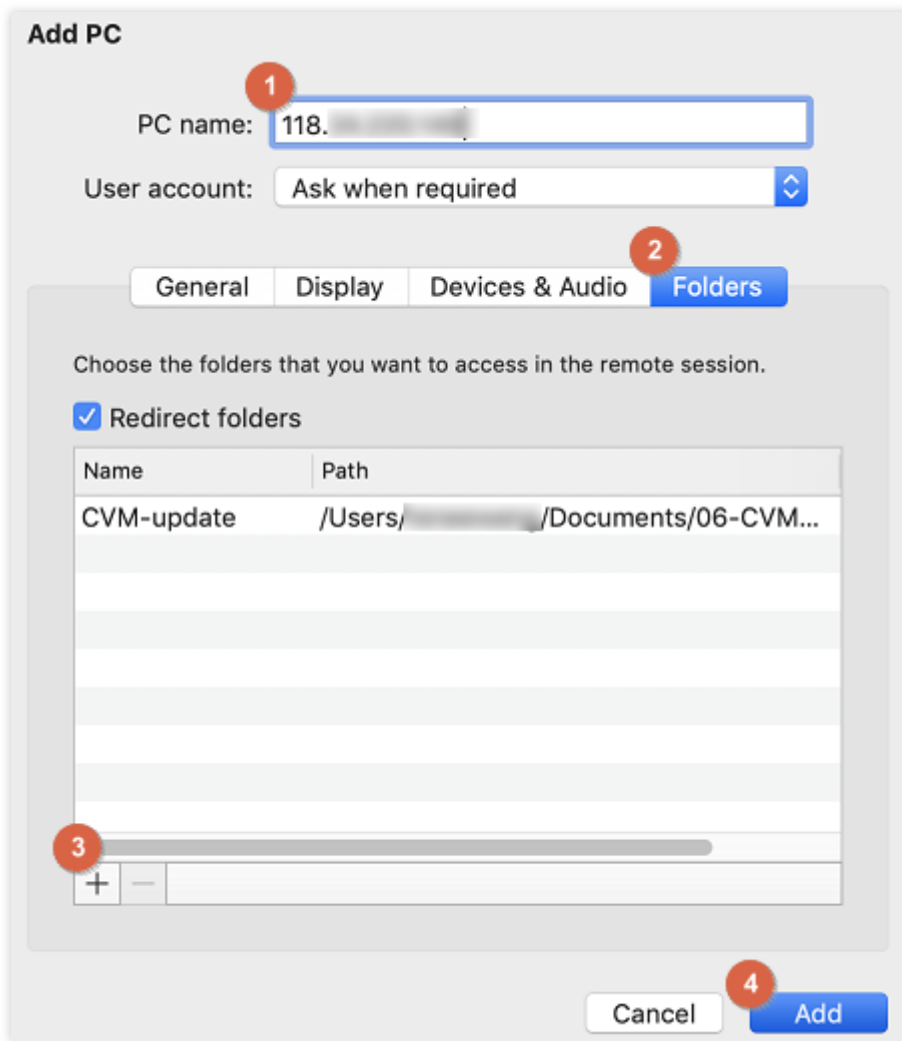 Add PC
1
PC name: 118.
User account: Ask when required
2
General Display Devices & Audio Folders
Choose the folders that you want to access in the remote session.
Redirect folders
Name Path
CVM-update /Users/ /Documents/06-CVM...
3
+ −
4
Cancel Add